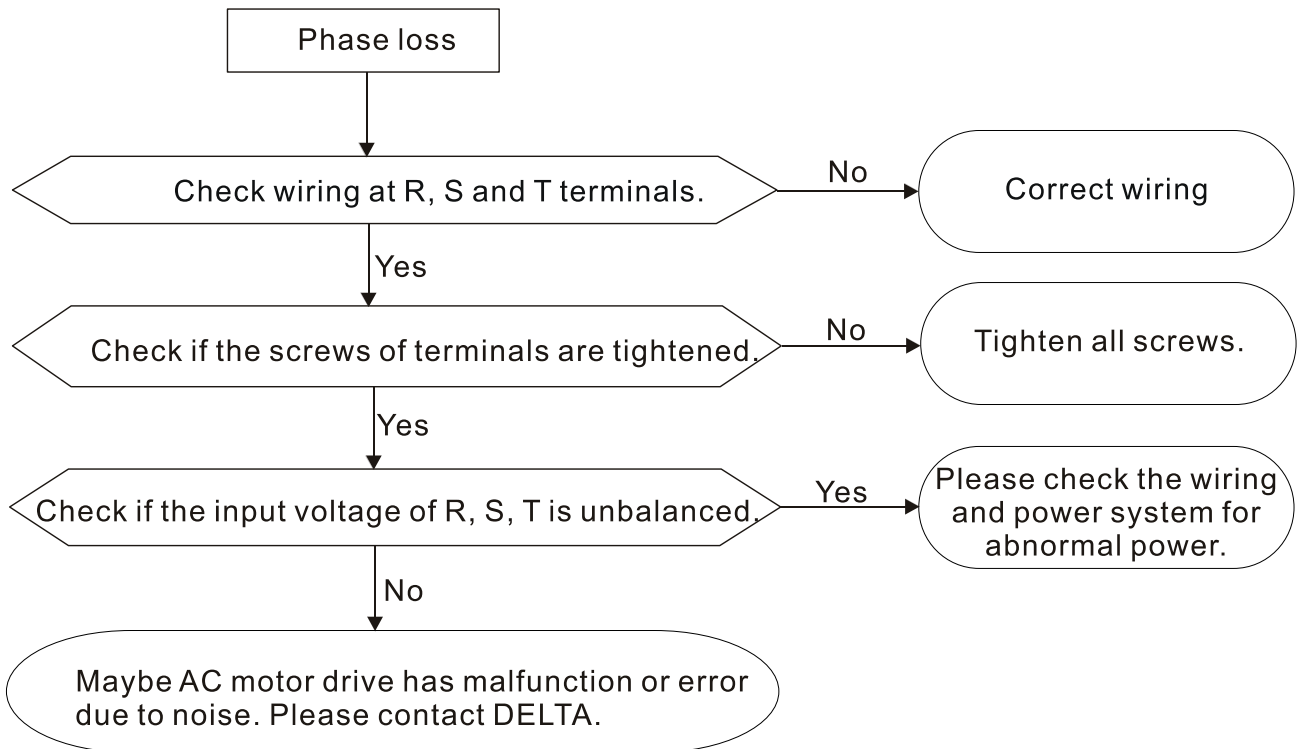 Phase loss
Check wiring at R, S and T terminals.
No
Correct wiring
Yes
Check if the screws of terminals are tightened.
No
Tighten all screws.
Yes
Check if the input voltage of R, S, T is unbalanced.
Yes
Please check the wiring
and power system for
abnormal power.
No
Maybe AC motor drive has malfunction or error
due to noise. Please contact DELTA.